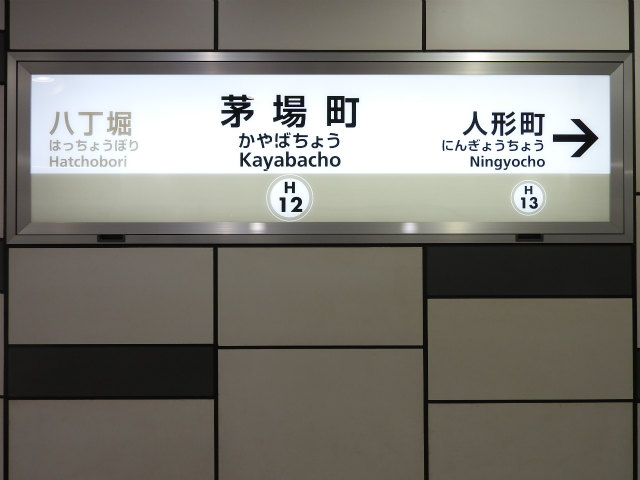 八丁堀
はっちょうぼり
Hatchobori
茅場町
かやばちょう
Kayabacho
H
12
人形町
にんぎょうちょう
Ningyocho
H
13